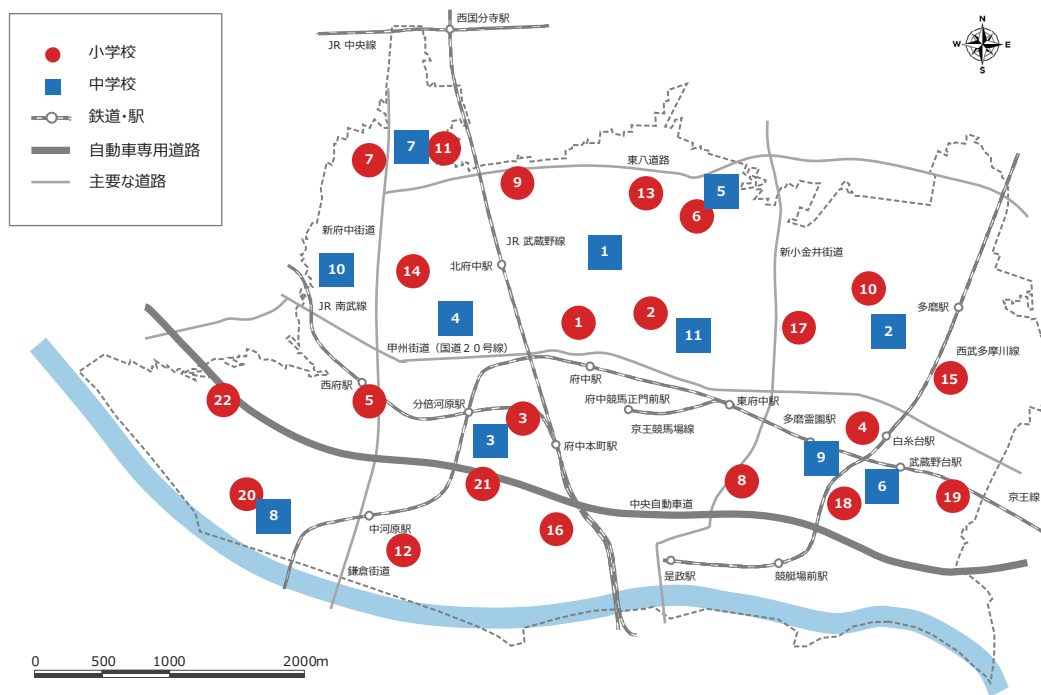 小学校
中学校
鉄道・駅
自動車専用道路
主要な道路
西国分寺駅
JR 中央線
N
W
E
S
7
11
7
9
東八道路
13
5
6
新府中街道
JR 武蔵野線
1
新小金井街道
10
14
北府中駅
10
JR 南武線
4
1
2
11
17
2
多磨駅
甲州街道（国道２０号線）
西武多摩川線
15
府中駅
西府駅
5
22
分倍河原駅
3
府中競馬正門前駅
東府中駅
京王競馬場線
多磨霊園駅
4
白糸台駅
3
府中本町駅
9
武蔵野台駅
21
8
6
18
19
京王線
20
8
中河原駅
16
中央自動車道
12
鎌倉街道
是政駅
競艇場前駅
0
500
1000
2000m